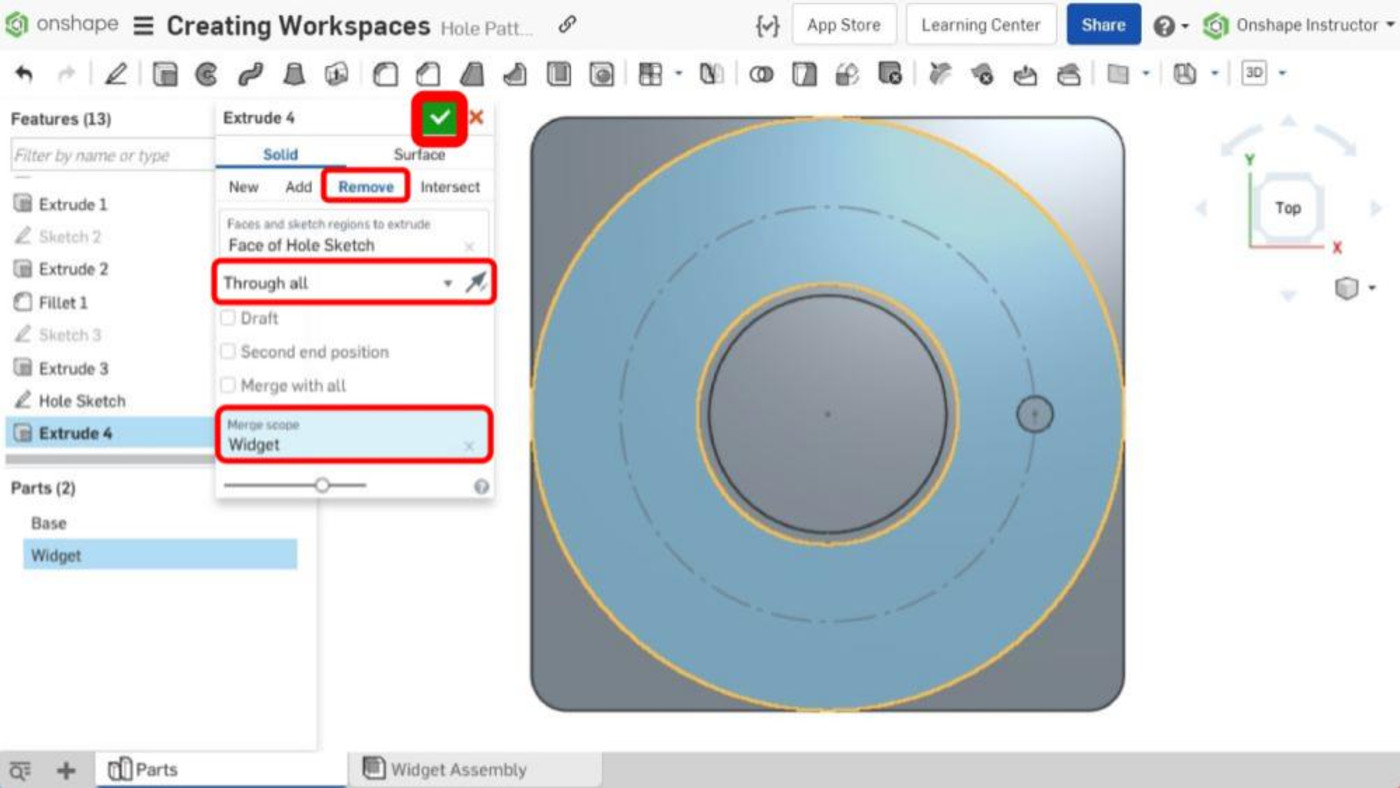 onshape Creating Workspaces Hole Patt... App Store Learning Center Share Onshape Instructor
3D
Features (13)
Filter by name or type
Extrude 1
Sketch 2
Extrude 2
Fillet 1
Sketch 3
Extrude 3
Hole Sketch
Extrude 4
Parts (2)
Base
Widget
Extrude 4
Solid Surface
New Add Remove Intersect
Faces and sketch regions to extrude
Face of Hole Sketch
Through all
Draft
Second end position
Merge with all
Merge scope
Widget
Y
Top
X
Parts Widget Assembly